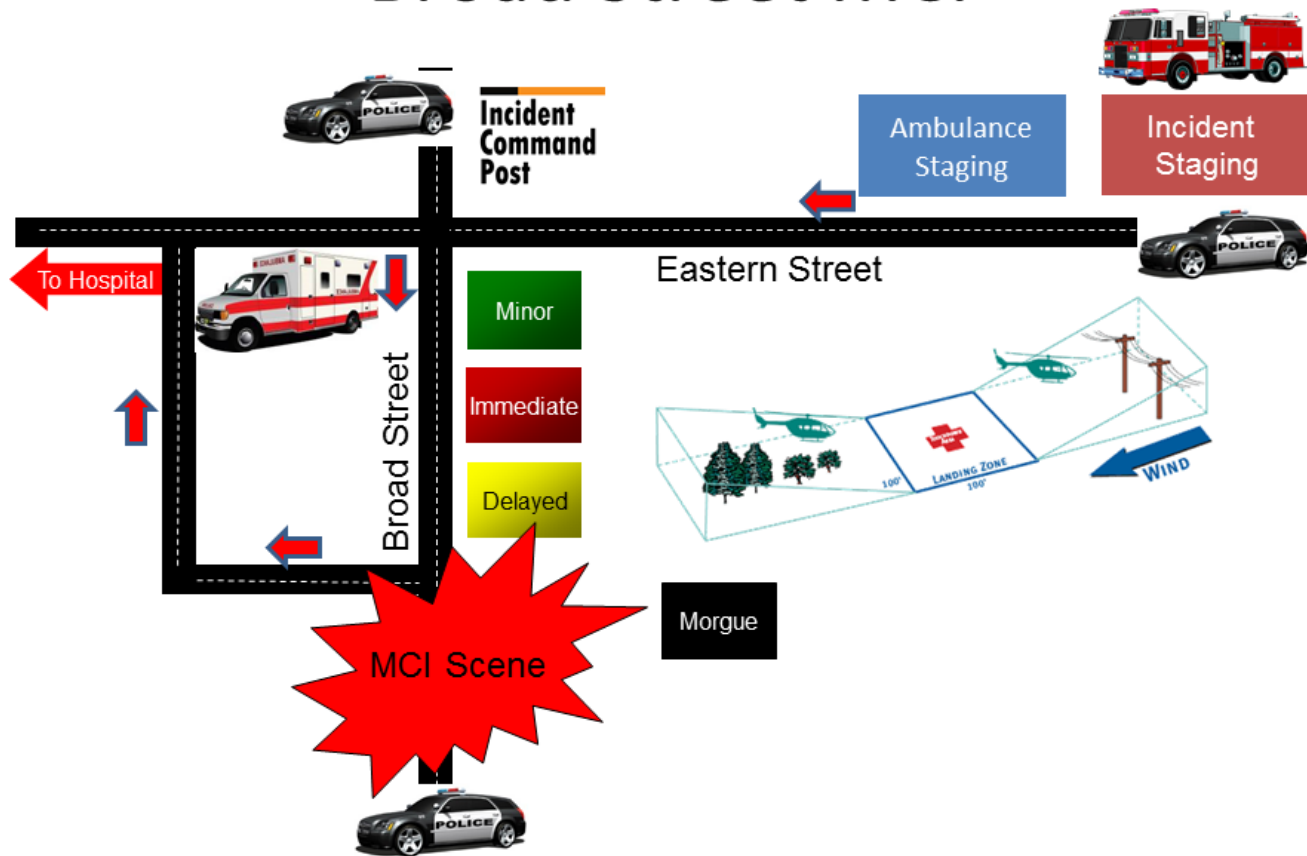 POLICE
Incident
Command
Post
Ambulance
Staging
Incident
Staging
POLICE
To Hospital
Eastern Street
Minor
Immediate
Delayed
Broad Street
100'
LANDING ZONE
100'
WIND
Morgue
MCI Scene
POLICE